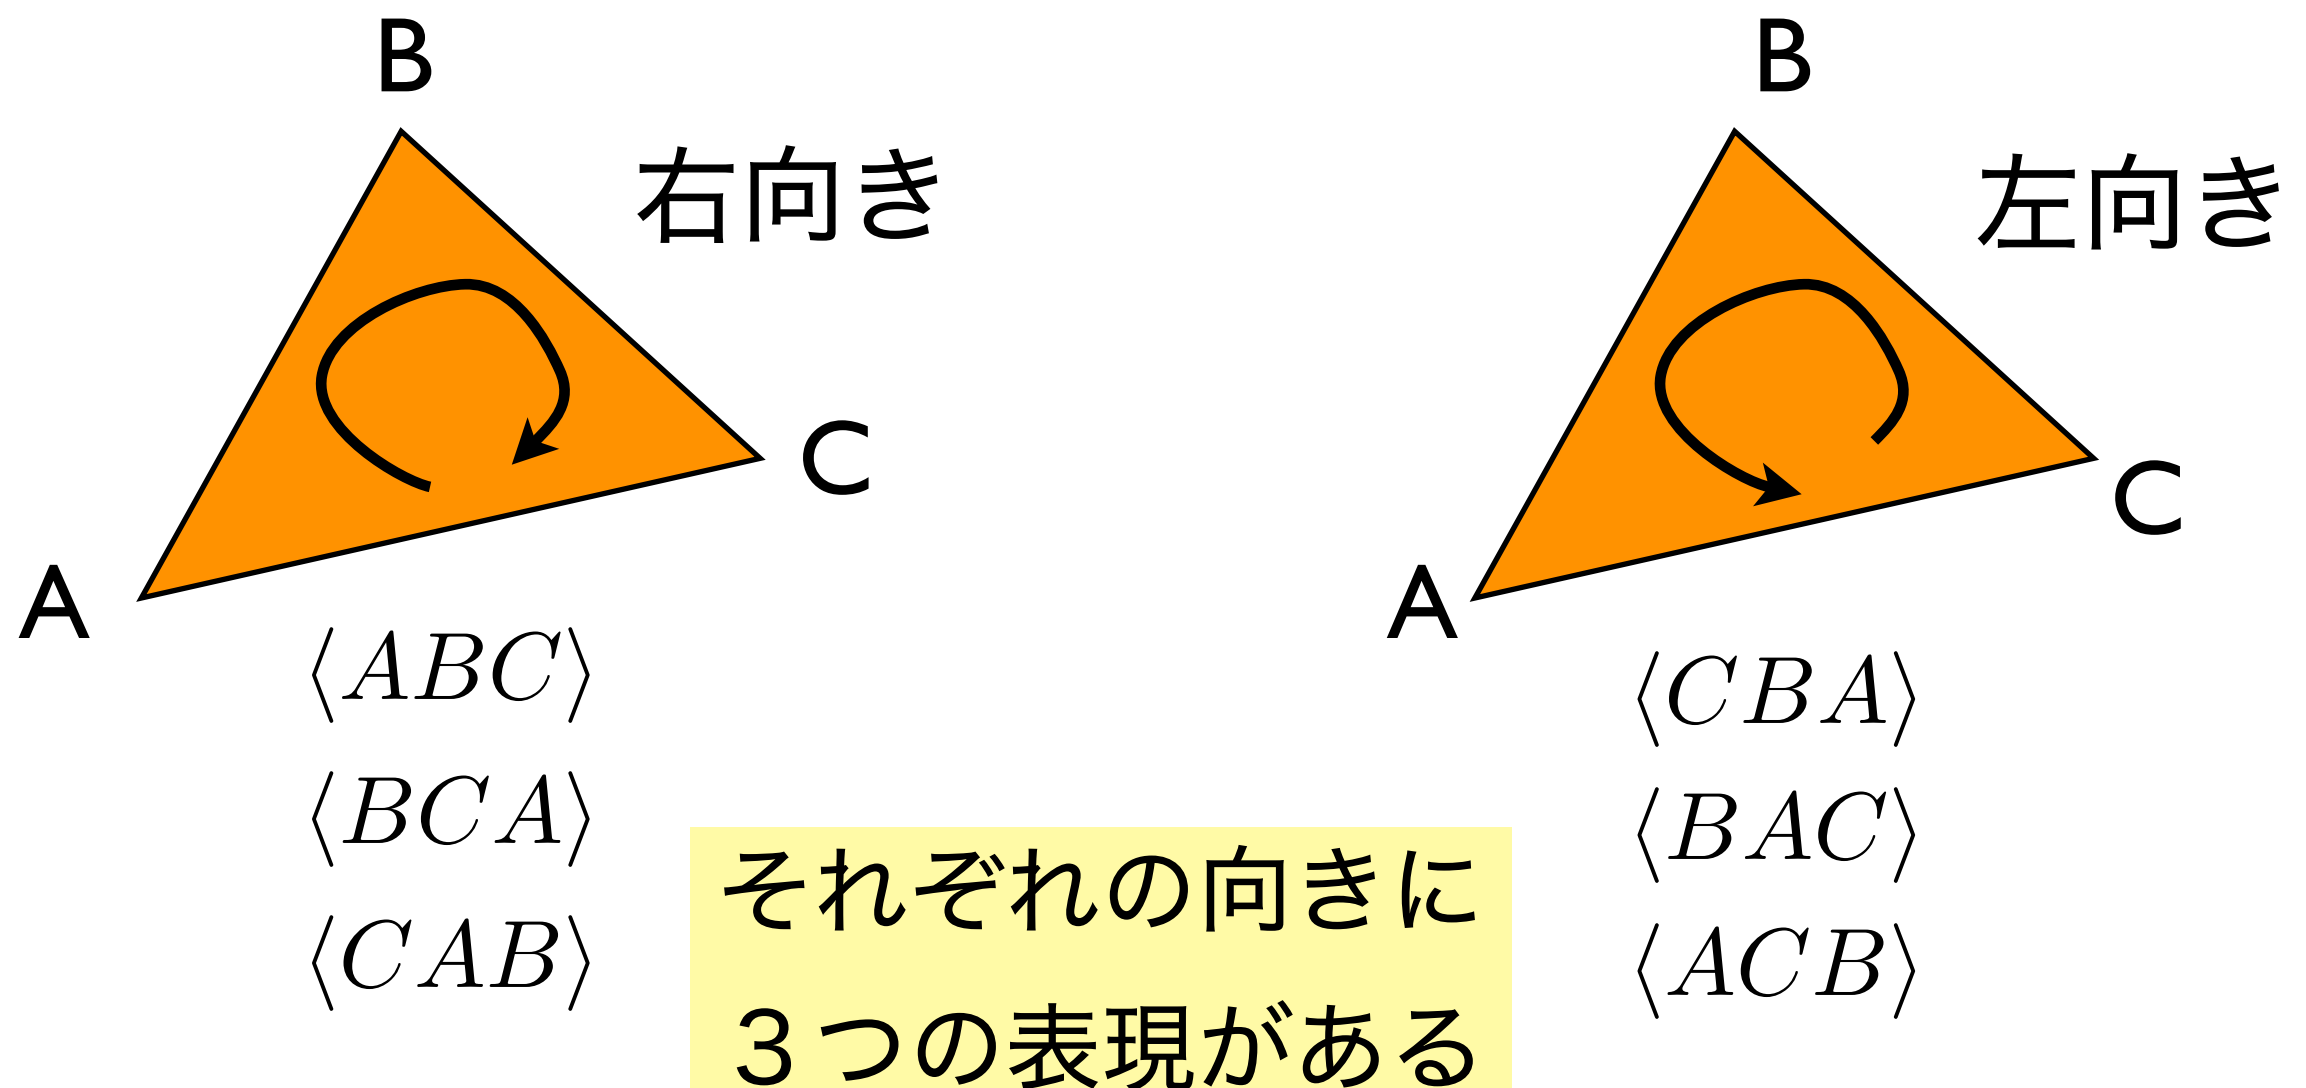 B
右向き
C
A
⟨ABC⟩
⟨BCA⟩
⟨CAB⟩
B
左向き
C
A
⟨CBA⟩
⟨BAC⟩
⟨ACB⟩
それぞれの向きに
３つの表現がある